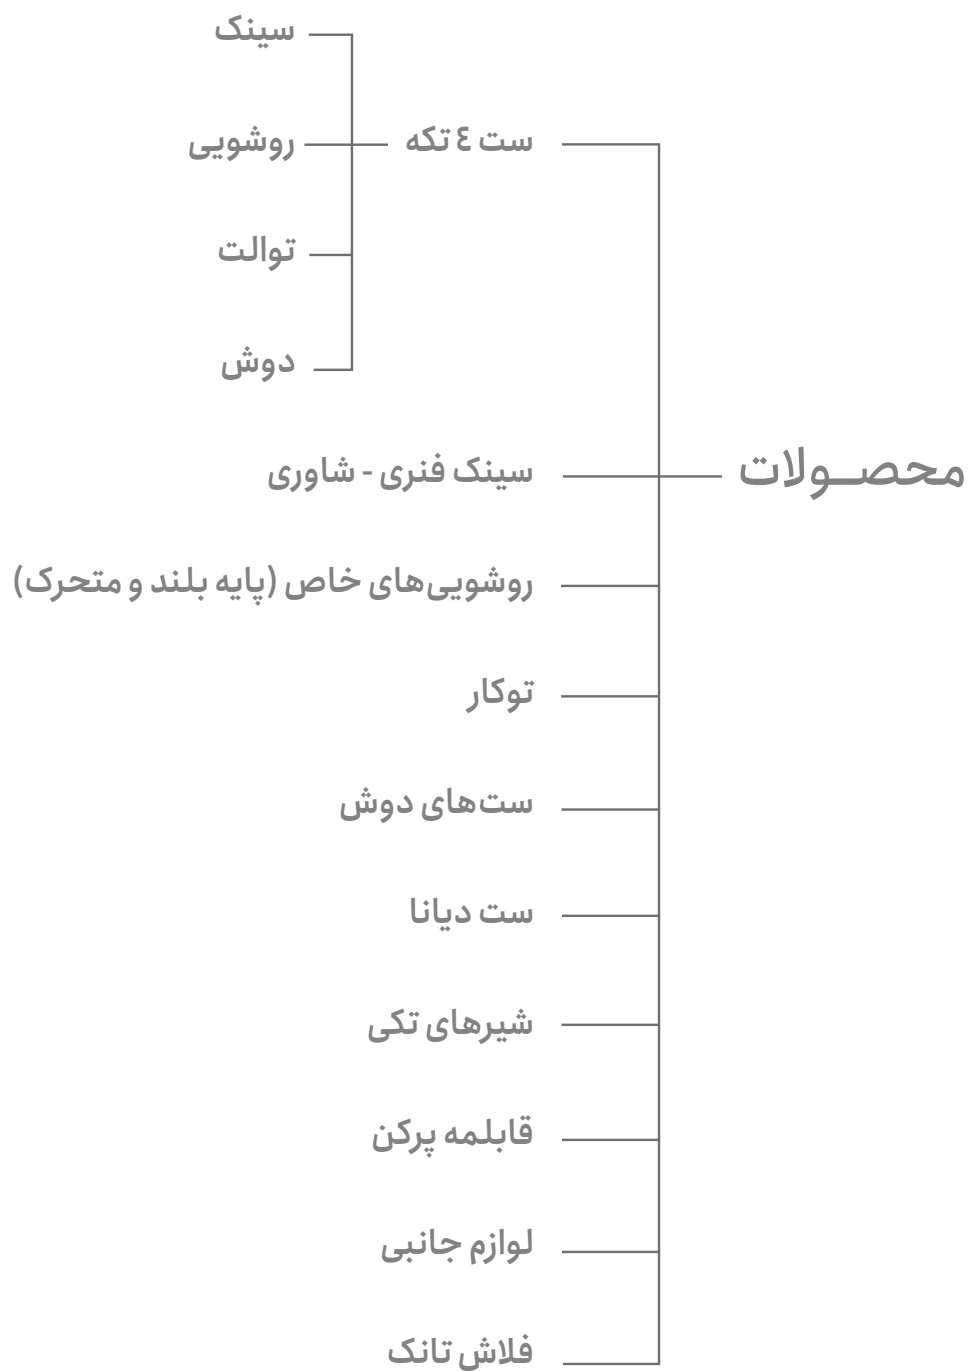 محصــولات
ست ٤ تکه
سینک
روشویی
توالت
دوش
سینک فنری - شاوری
روشویی‌های خاص (پایه بلند و متحرک)
توکار
ست‌های دوش
ست دیانا
شیرهای تکی
قابلمه پرکن
لوازم جانبی
فلاش تانک